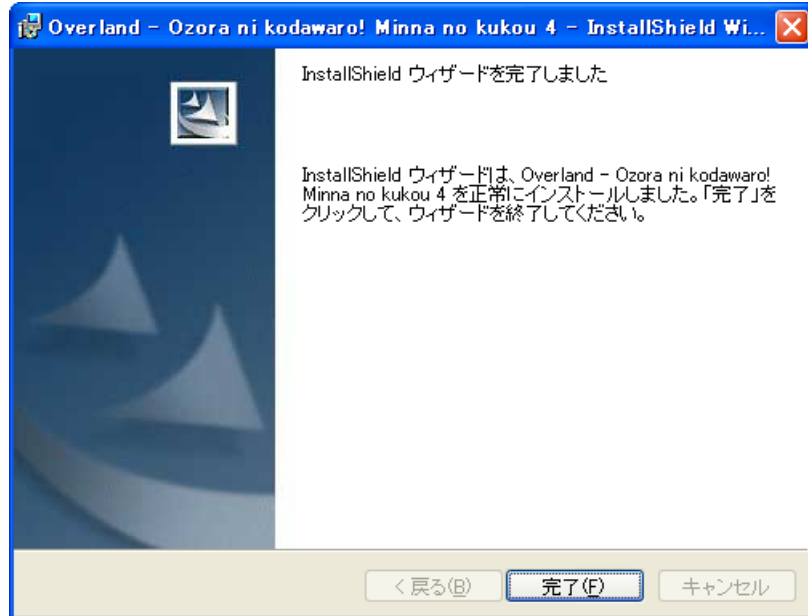 Overland - Ozora ni kodawaro! Minna no kukou 4 - InstallShield Wi...
InstallShield ウィザードを完了しました
InstallShield ウィザードは、Overland - Ozora ni kodawaro!
Minna no kukou 4 を正常にインストールしました。「完了」を
クリックして、ウィザードを終了してください。
< 戻る(B) 完了(F) キャンセル